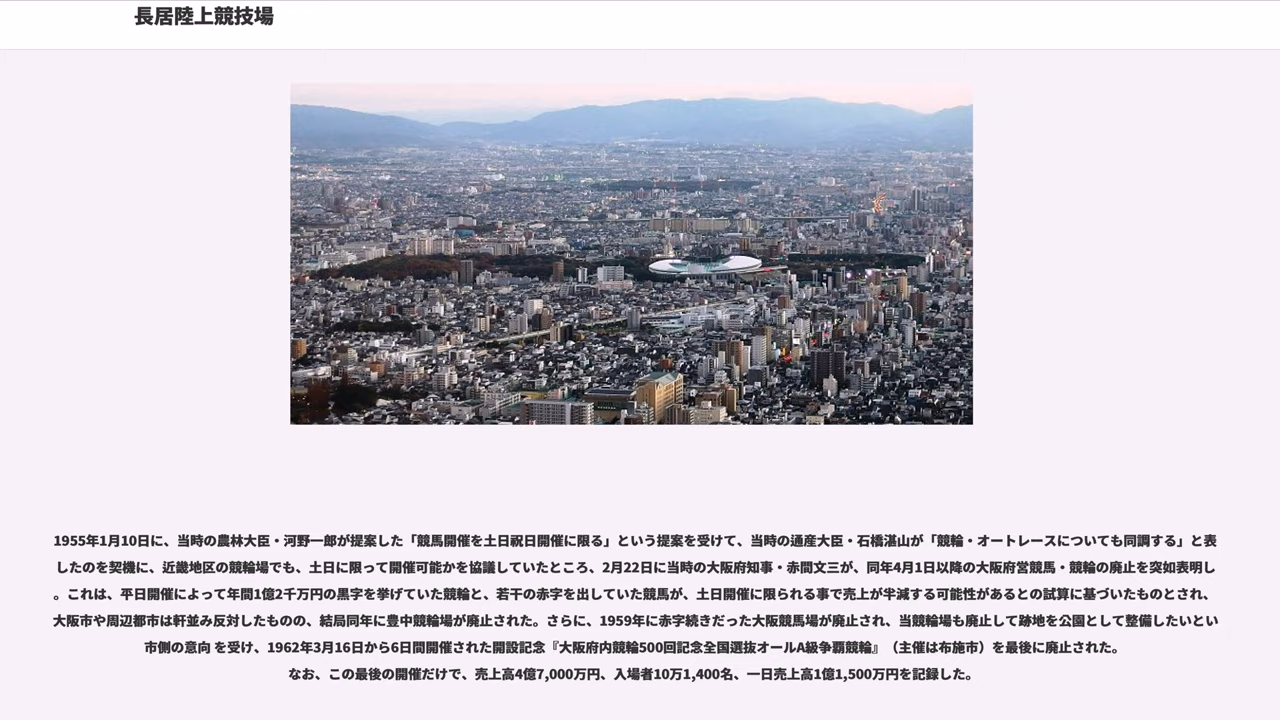 長居陸上競技場
1955年1月10日に、当時の農林大臣・河野一郎が提案した「競馬開催を土日祝日開催に限る」という提案を受けて、当時の通産大臣・石橋湛山が「競輪・オートレースについても同調する」と表
したのを契機に、近畿地区の競輪場でも、土日に限って開催可能かを協議していたところ、2月22日に当時の大阪府知事・赤間文三が、同年4月1日以降の大阪府営競馬・競輪の廃止を突如表明し
。これは、平日開催によって年間1億2千万円の黒字を挙げていた競輪と、若干の赤字を出していた競馬が、土日開催に限られる事で売上が半減する可能性があるとの試算に基づいたものとされ、
大阪市や周辺都市は軒並み反対したものの、結局同年に豊中競輪場が廃止された。さらに、1959年に赤字続きだった大阪競馬場が廃止され、当競輪場も廃止して跡地を公園として整備したいとい
市側の意向 を受け、1962年3月16日から6日間開催された開設記念『大阪府内競輪500回記念全国選抜オールA級争覇競輪』（主催は布施市）を最後に廃止された。
なお、この最後の開催だけで、売上高4億7,000万円、入場者10万1,400名、一日売上高1億1,500万円を記録した。